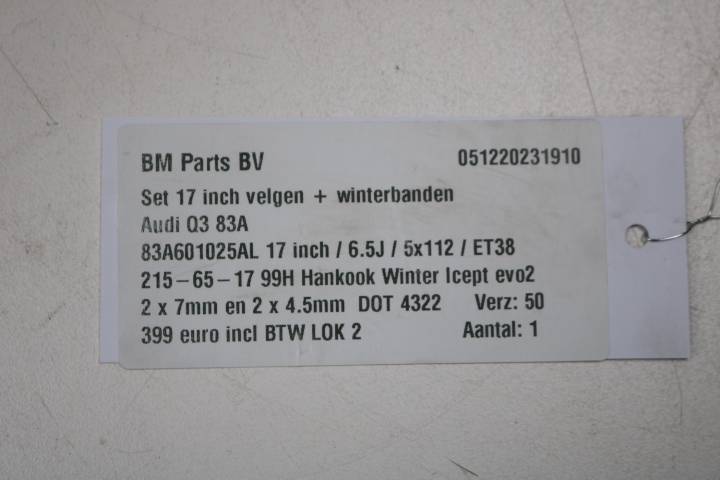 BM Parts BV 051220231910
Set 17 inch velgen + winterbanden
Audi Q3 83A
83A601025AL 17 inch / 6.5J / 5x112 / ET38
215-65-17 99H Hankook Winter Icept evo2
2 x 7mm en 2 x 4.5mm DOT 4322 Verz: 50
399 euro incl BTW LOK 2 Aantal: 1